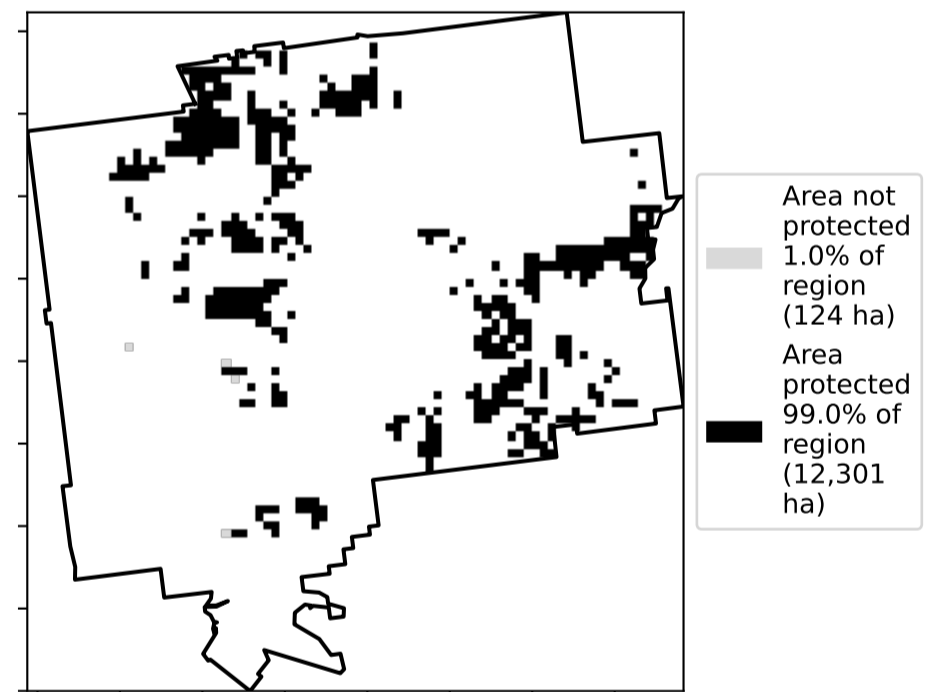 Area not
protected
1.0% of
region
(124 ha)
Area
protected
99.0% of
region
(12,301
ha)